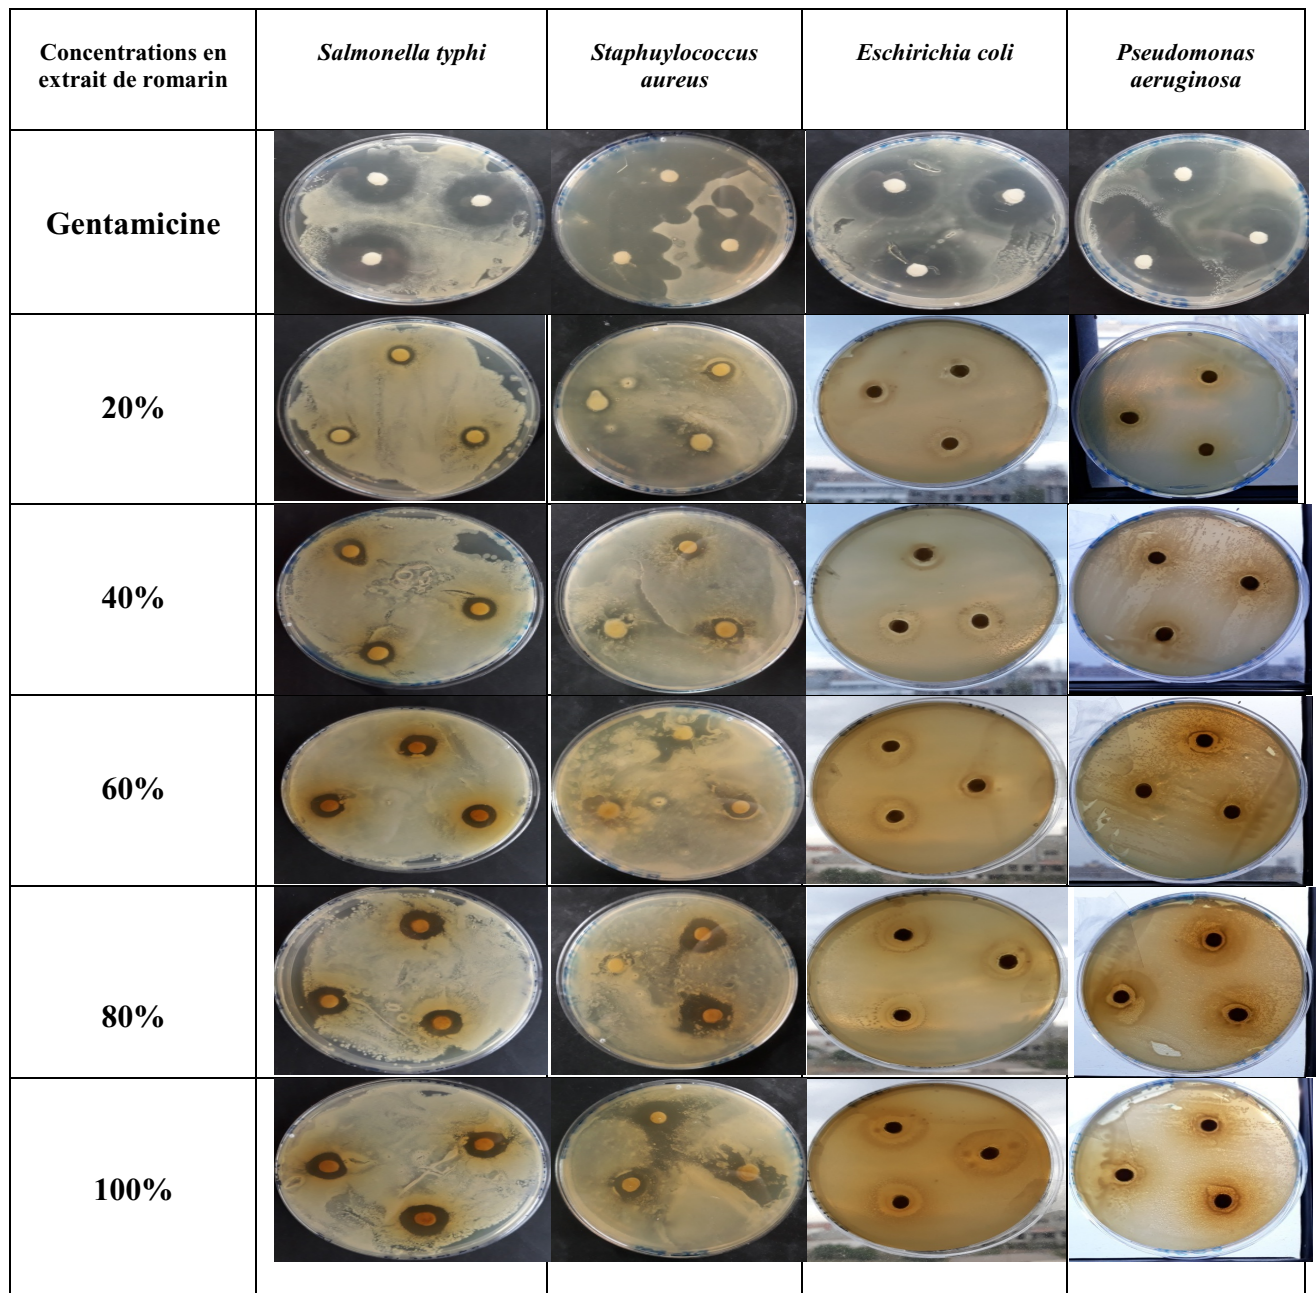 Concentrations en
extrait de romarin
Salmonella typhi
Staphuylococcus
aureus
Eschirichia coli
Pseudomonas
aeruginosa
Gentamicine
20%
40%
60%
80%
100%